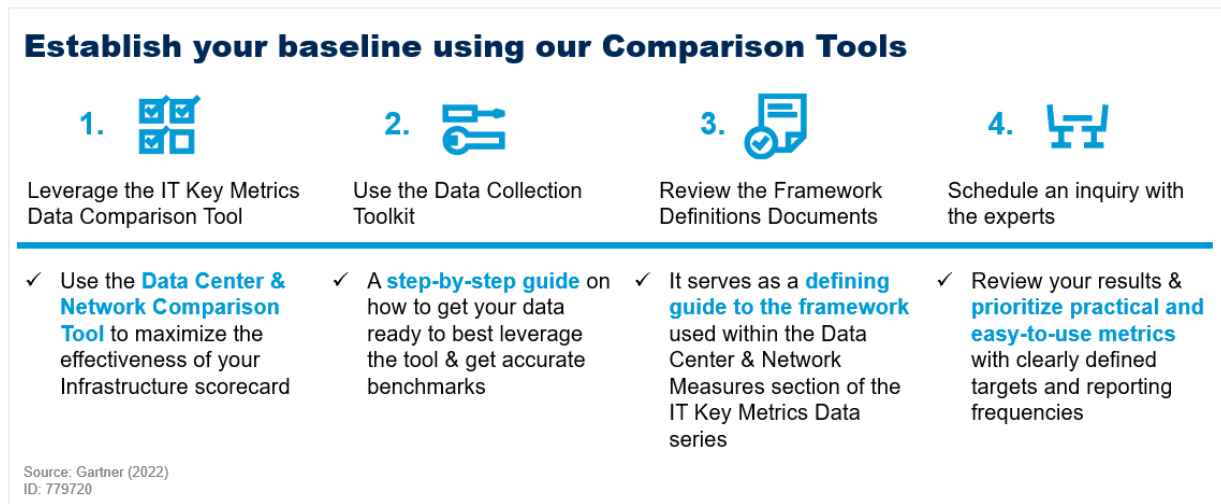 Establish your baseline using our Comparison Tools
1.
Leverage the IT Key Metrics
Data Comparison Tool
✓ Use the Data Center &
Network Comparison
Tool to maximize the
effectiveness of your
Infrastructure scorecard
2.
Use the Data Collection
Toolkit
✓ A step-by-step guide on
how to get your data
ready to best leverage
the tool & get accurate
benchmarks
3.
Review the Framework
Definitions Documents
✓ It serves as a defining
guide to the framework
used within the Data
Center & Network
Measures section of the
IT Key Metrics Data
series
4.
Schedule an inquiry with
the experts
✓ Review your results &
prioritize practical and
easy-to-use metrics
with clearly defined
targets and reporting
frequencies
Source: Gartner (2022)
ID: 779720